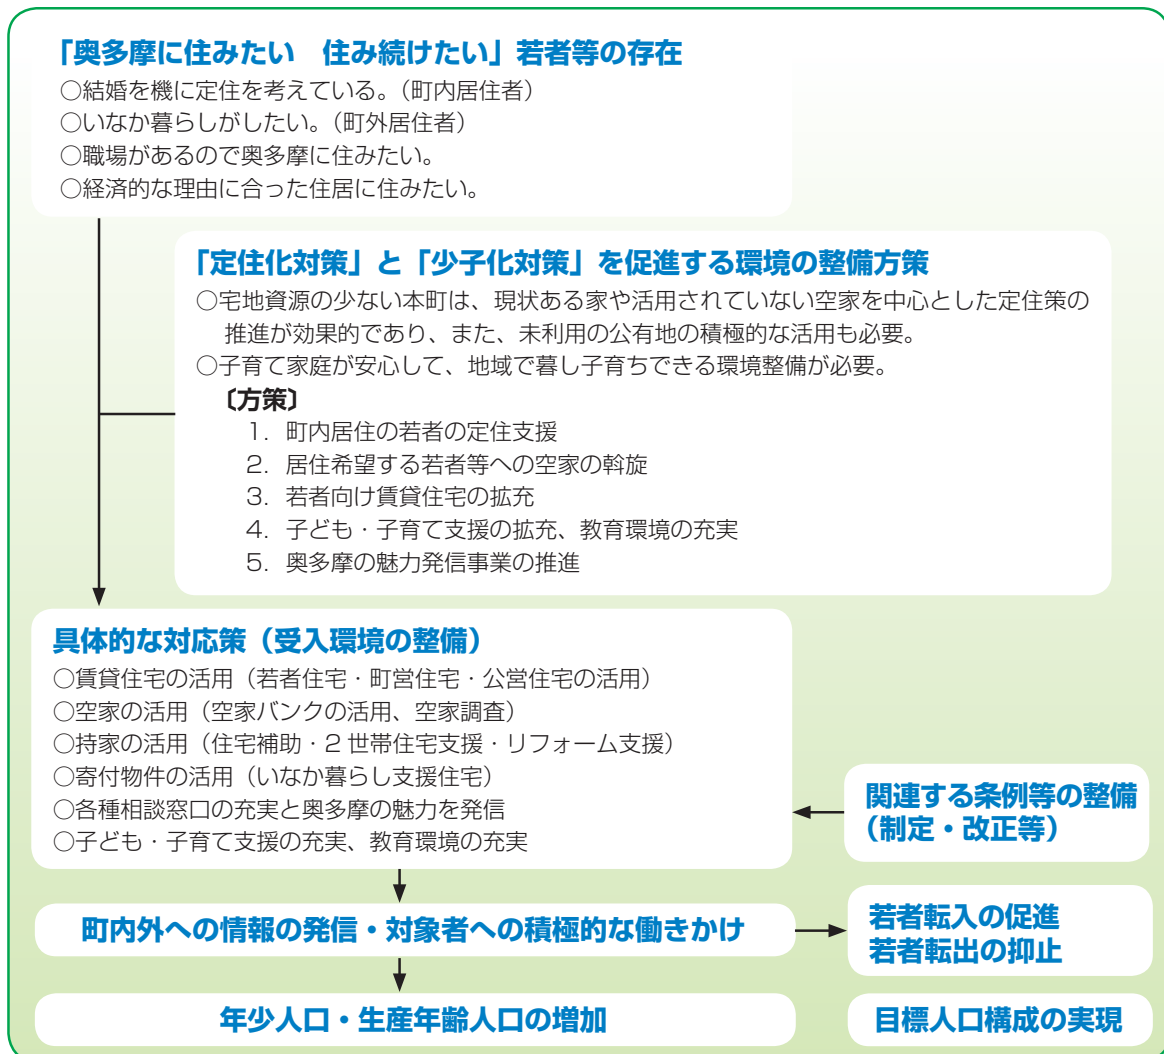 「奥多摩に住みたい　住み続けたい」若者等の存在
○結婚を機に定住を考えている。（町内居住者）
○いなか暮らしがしたい。（町外居住者）
○職場があるので奥多摩に住みたい。
○経済的な理由に合った住居に住みたい。
「定住化対策」と「少子化対策」を促進する環境の整備方策
○宅地資源の少ない本町は、現状ある家や活用されていない空家を中心とした定住策の
推進が効果的であり、また、未利用の公有地の積極的な活用も必要。
○子育て家庭が安心して、地域で暮し子育ちできる環境整備が必要。
〔方策〕
1．町内居住の若者の定住支援
2．居住希望する若者等への空家の斡旋
3．若者向け賃貸住宅の拡充
4．子ども・子育て支援の拡充、教育環境の充実
5．奥多摩の魅力発信事業の推進
具体的な対応策（受入環境の整備）
○賃貸住宅の活用（若者住宅・町営住宅・公営住宅の活用）
○空家の活用（空家バンクの活用、空家調査）
○持家の活用（住宅補助・2世帯住宅支援・リフォーム支援）
○寄付物件の活用（いなか暮らし支援住宅）
○各種相談窓口の充実と奥多摩の魅力を発信
○子ども・子育て支援の充実、教育環境の充実
関連する条例等の整備
（制定・改正等）
町内外への情報の発信・対象者への積極的な働きかけ
若者転入の促進
若者転出の抑止
年少人口・生産年齢人口の増加
目標人口構成の実現